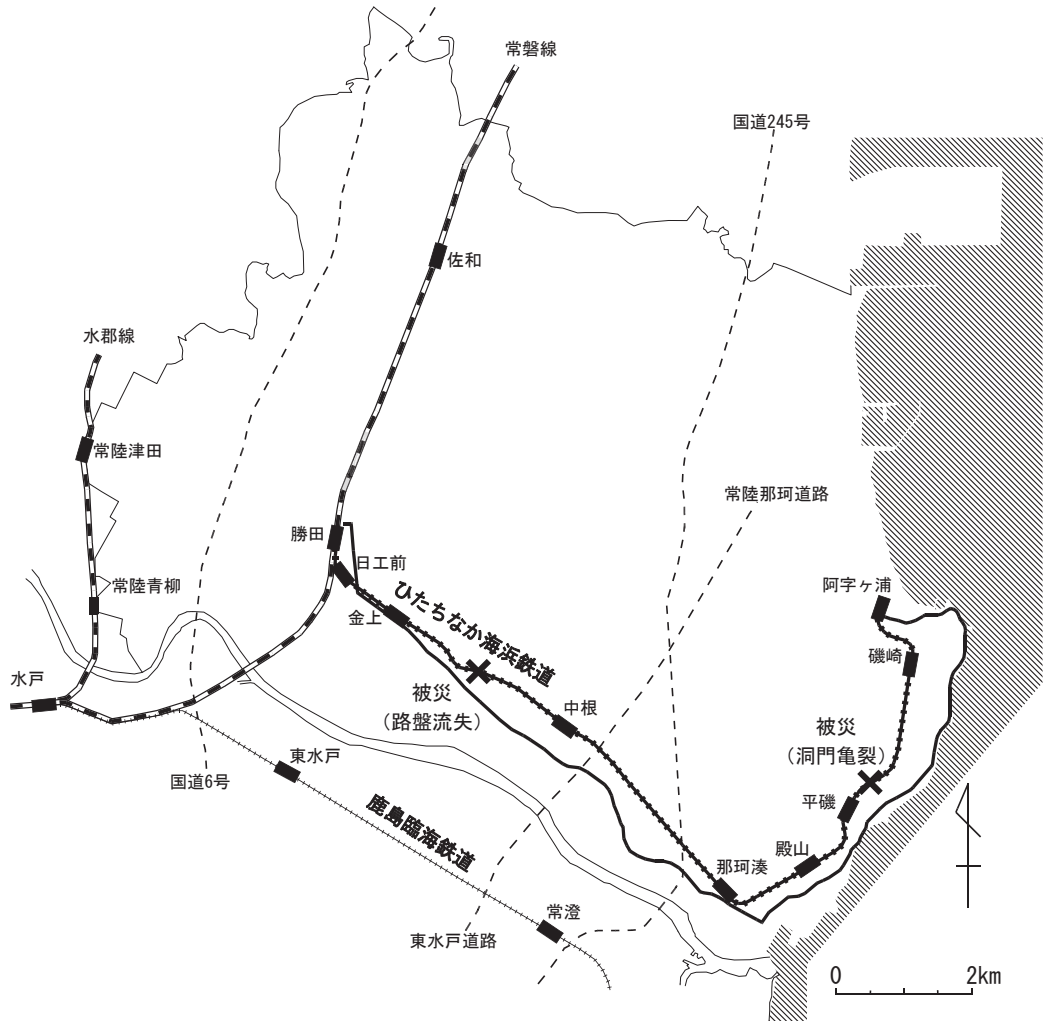 常磐線
国道245号
佐和
水郡線
常陸津田
常陸那珂道路
勝田
日工前
常陸青柳
阿字ヶ浦
金上
ひたちなか海浜鉄道
磯崎
水戸
被災
(路盤流失)
中根
被災
(洞門亀裂)
東水戸
国道6号
平磯
鹿島臨海鉄道
殿山
那珂湊
常澄
東水戸道路
0 2km